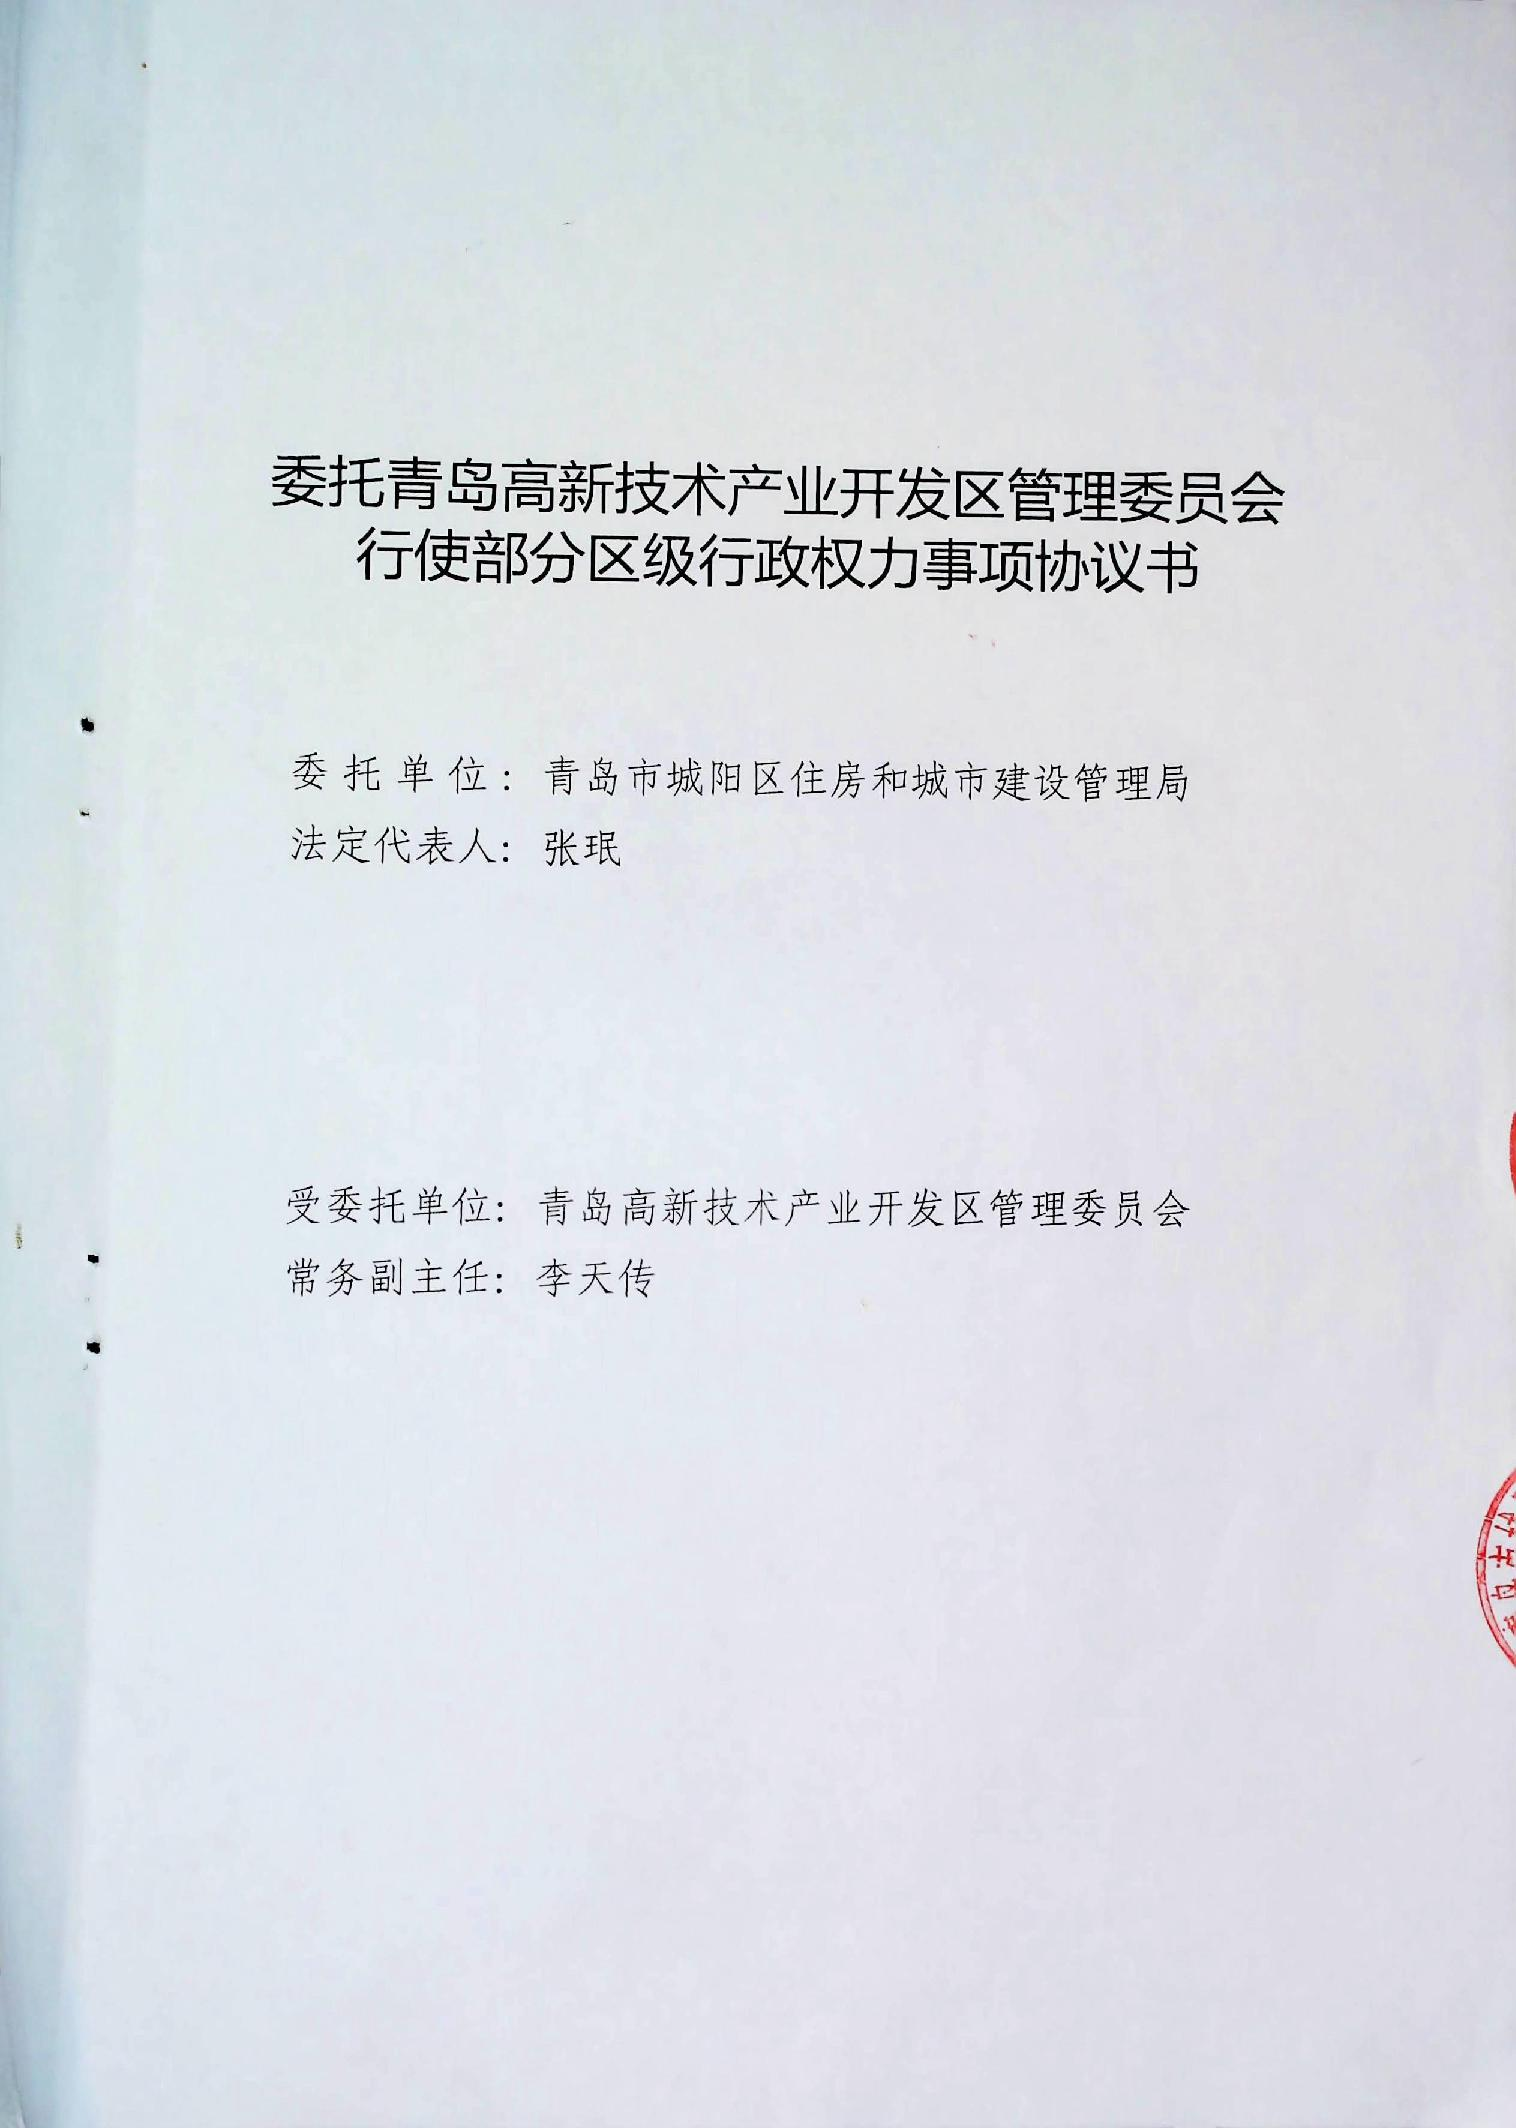 委托青岛高新技术产业开发区管理委员会
行使部分区级行政权力事项协议书
委托单位：青岛市城阳区住房和城市建设管理局
法定代表人：张珉
受委托单位：青岛高新技术产业开发区管理委员会
常务副主任：李天传